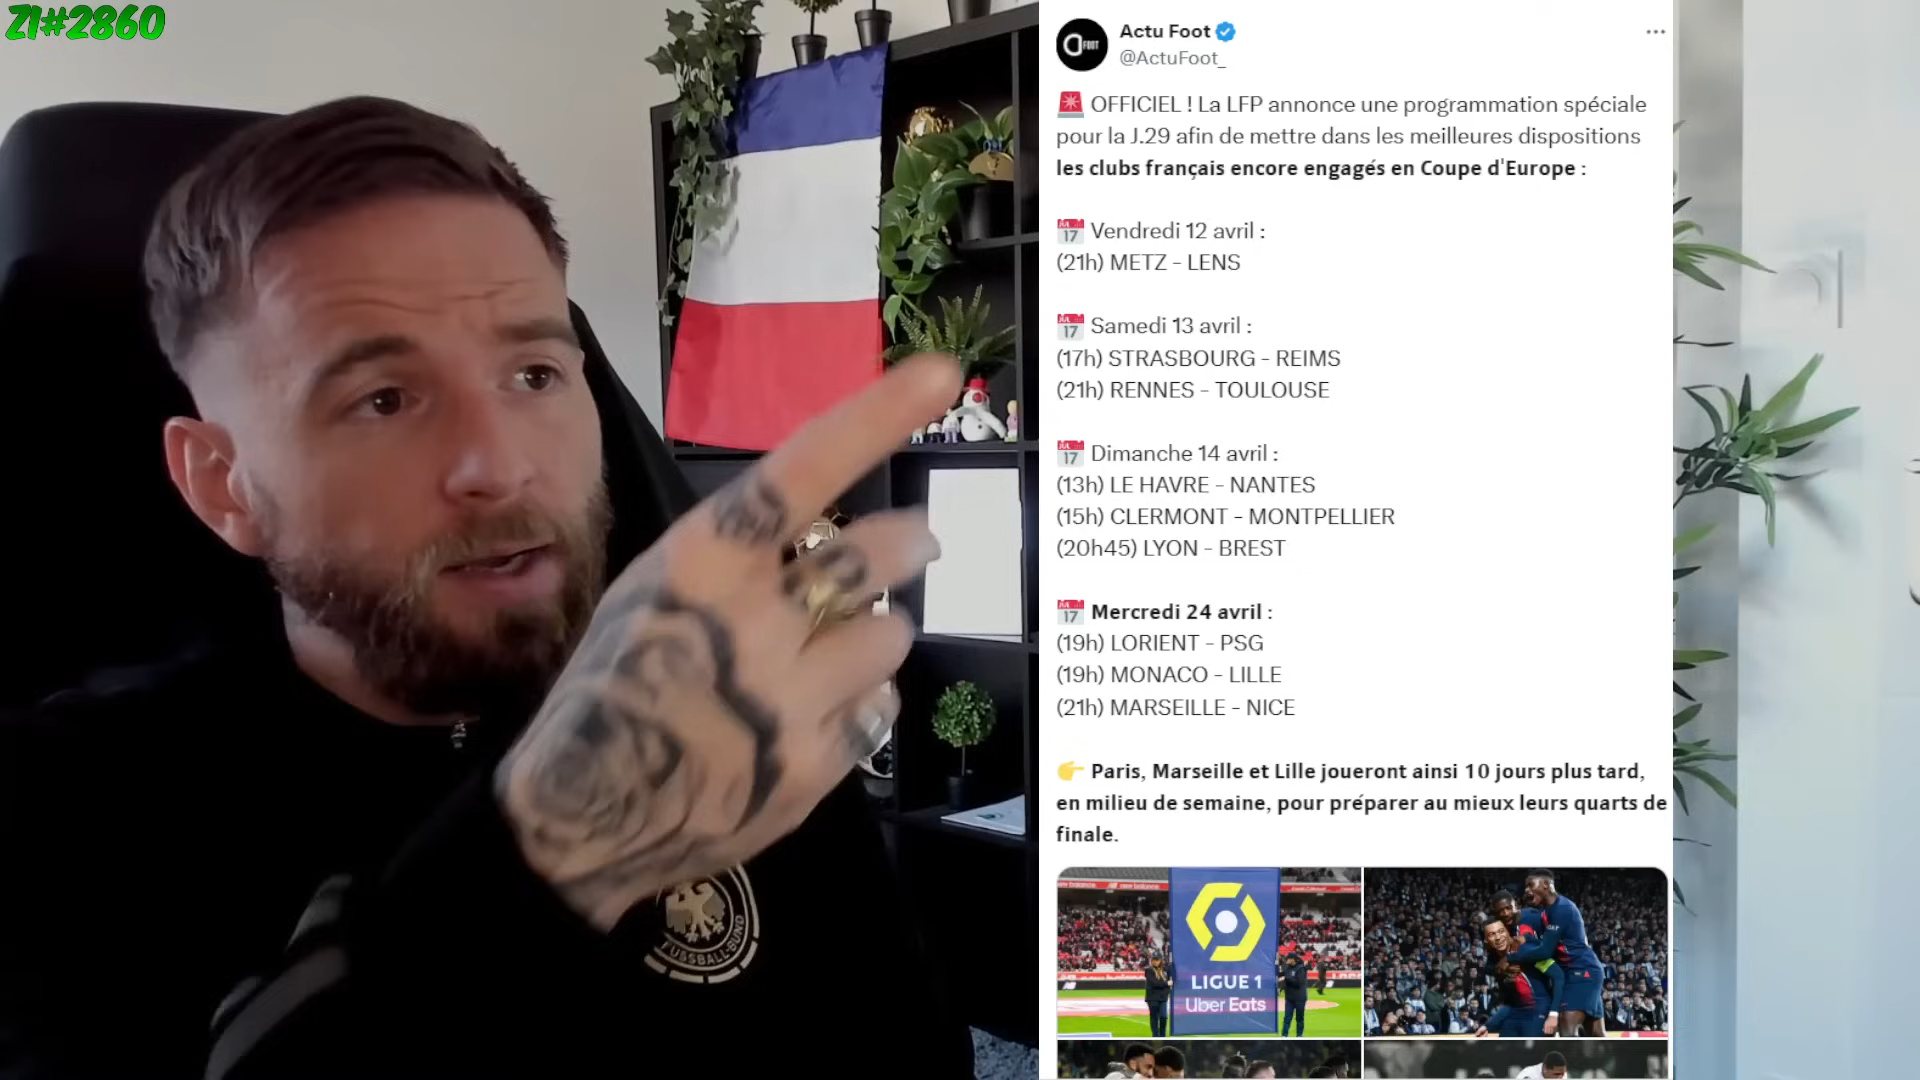 ZI#2860
Actu Foot
@ActuFoot_
OFFICIEL ! La LFP annonce une programmation spéciale
pour la J.29 afin de mettre dans les meilleures dispositions
les clubs français encore engagés en Coupe d'Europe :
Vendredi 12 avril :
(21h) METZ - LENS
Samedi 13 avril :
(17h) STRASBOURG - REIMS
(21h) RENNES - TOULOUSE
Dimanche 14 avril :
(13h) LE HAVRE - NANTES
(15h) CLERMONT - MONTPELLIER
(20h45) LYON - BREST
Mercredi 24 avril :
(19h) LORIENT - PSG
(19h) MONACO - LILLE
(21h) MARSEILLE - NICE
Paris, Marseille et Lille joueront ainsi 10 jours plus tard,
en milieu de semaine, pour préparer au mieux leurs quarts de
finale.
LIGUE 1
Uber Eats
FUSSBALL-BUND